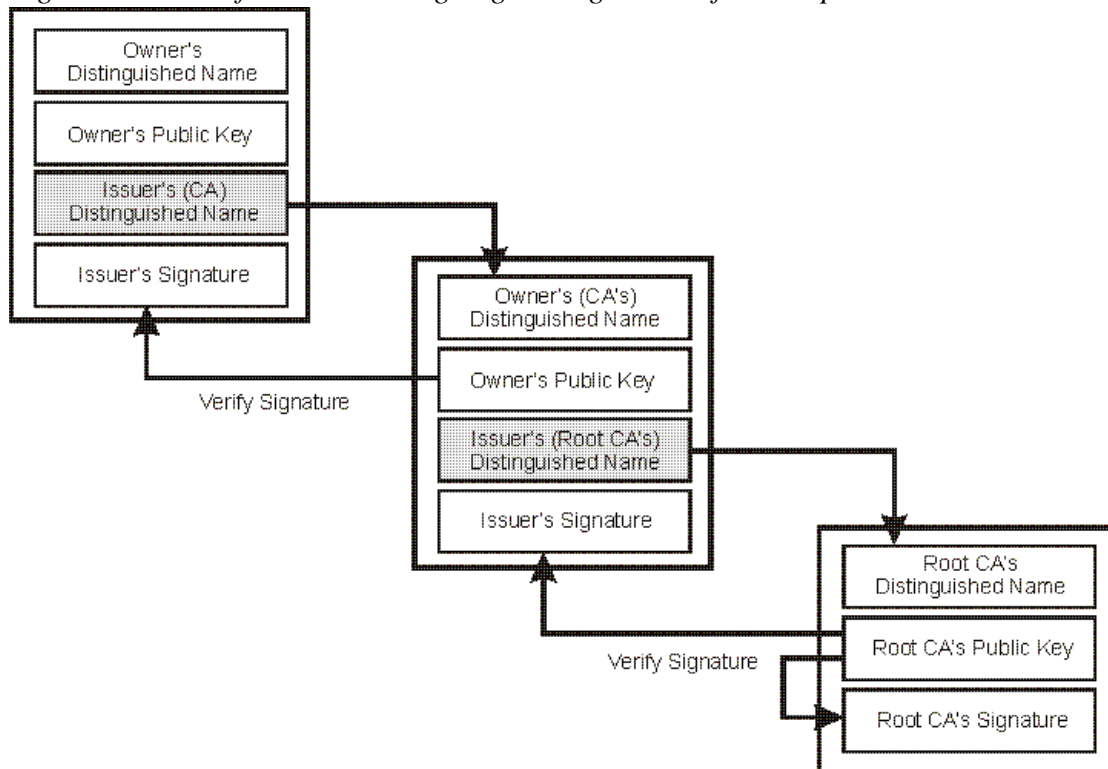 Owner's
Distinguished Name
Owner's Public Key
Issuer's (CA)
Distinguished Name
Issuer's Signature
Verify Signature
Owner's (CA's)
Distinguished Name
Owner's Public Key
Issuer's (Root CA's)
Distinguished Name
Issuer's Signature
Verify Signature
Root CA's
Distinguished Name
Root CA's Public Key
Root CA's Signature